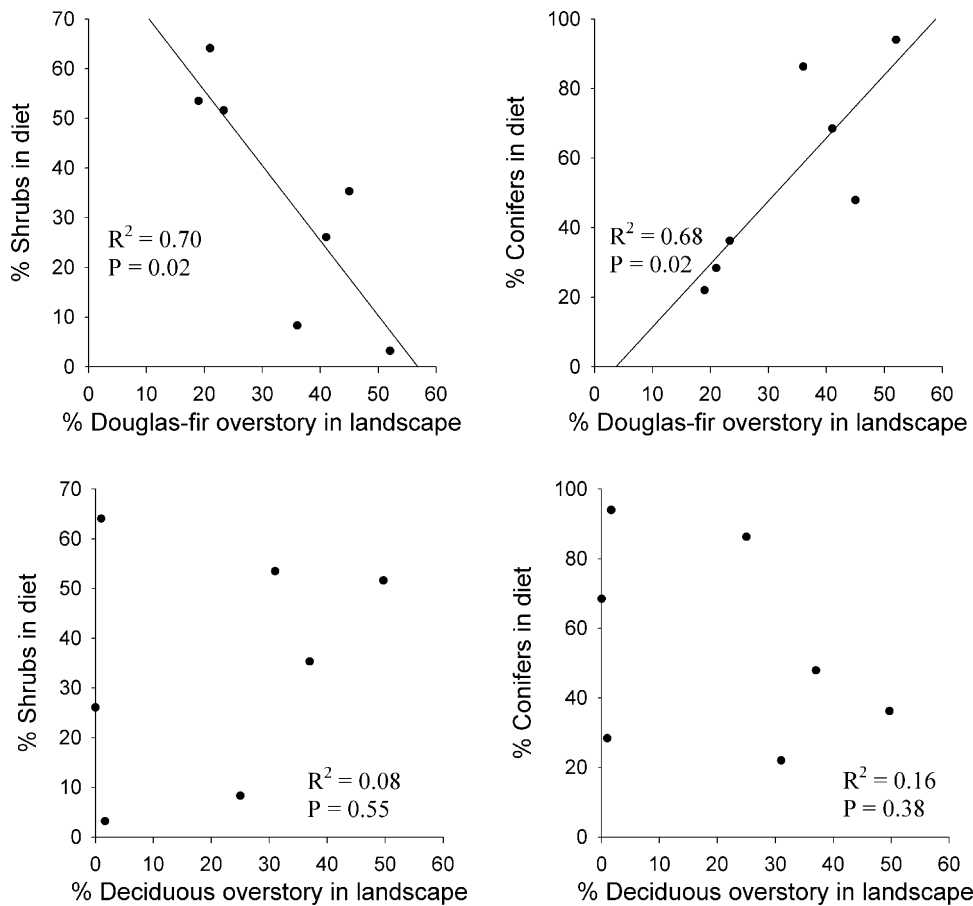 70
60
50
40
30
20
10
0
% Shrubs in diet
R² = 0.70
P = 0.02
0 10 20 30 40 50 60
% Douglas-fir overstory in landscape
100
80
60
40
20
0
% Conifers in diet
R² = 0.68
P = 0.02
0 10 20 30 40 50 60
% Douglas-fir overstory in landscape
70
60
50
40
30
20
10
0
% Shrubs in diet
R² = 0.08
P = 0.55
0 10 20 30 40 50 60
% Deciduous overstory in landscape
100
80
60
40
20
0
% Conifers in diet
R² = 0.16
P = 0.38
0 10 20 30 40 50 60
% Deciduous overstory in landscape